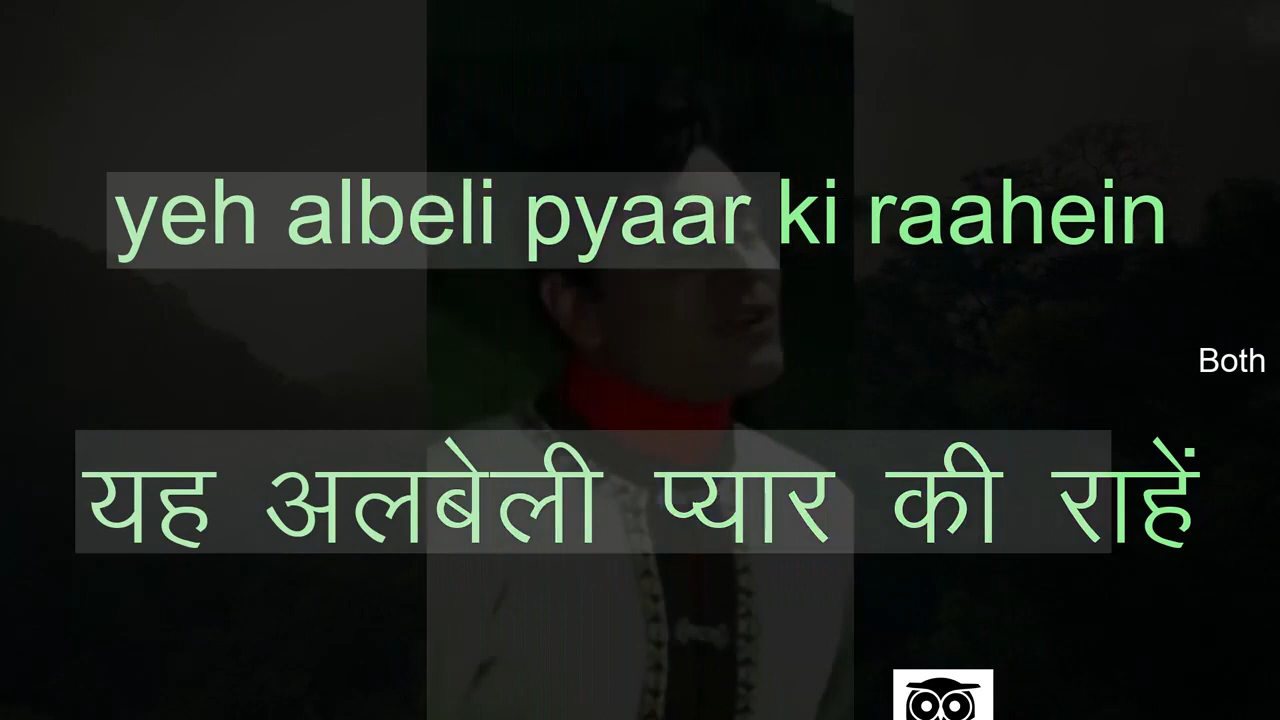 yeh albeli pyaar ki raahein
Both
यह अलबेली प्यार की राहें